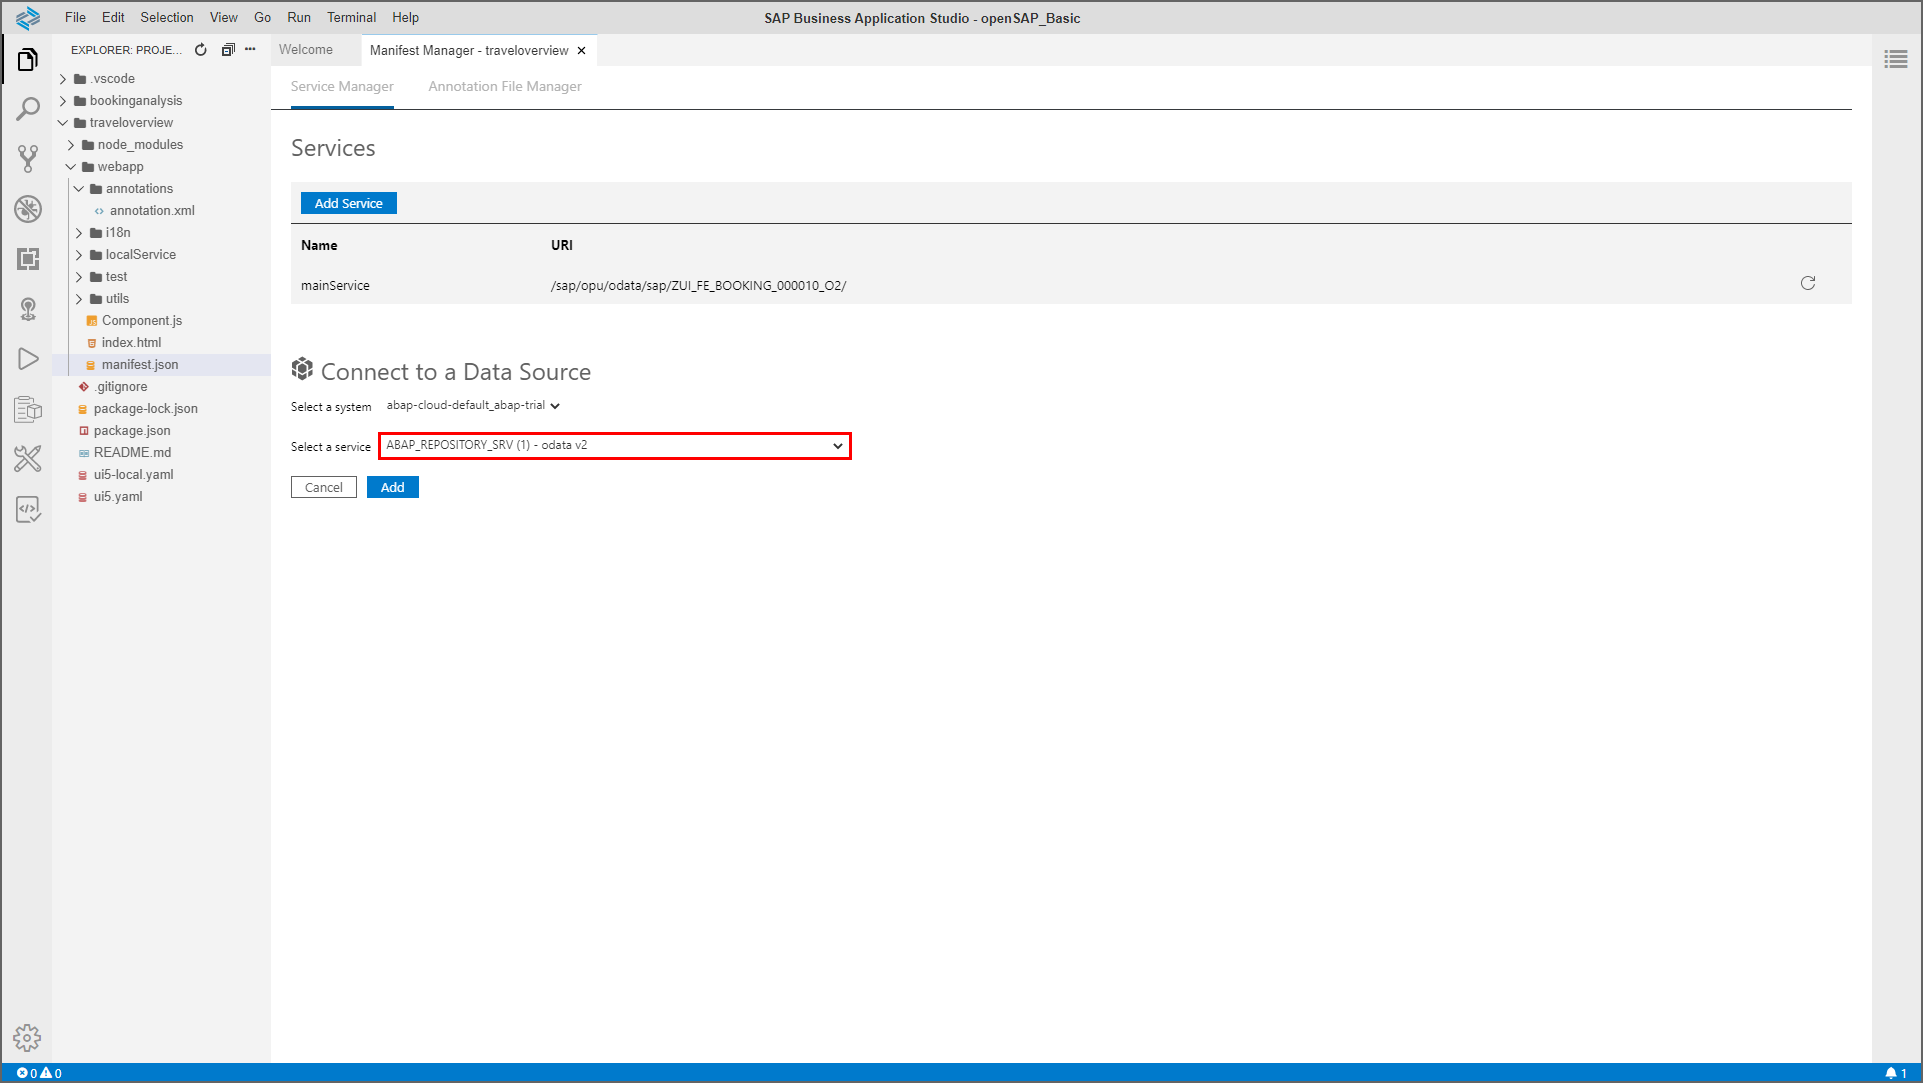 File Edit Selection View Go Run Terminal Help
SAP Business Application Studio - openSAP_Basic
EXPLORER: PROJE...
Welcome
Manifest Manager - traveloverview
.vscode
bookinganalysis
traveloverview
node_modules
webapp
annotations
annotation.xml
i18n
localService
test
utils
Component.js
index.html
manifest.json
.gitignore
package-lock.json
package.json
README.md
ui5-local.yaml
ui5.yaml
Service Manager
Annotation File Manager
Services
Add Service
Name URI
mainService /sap/opu/odata/sap/ZUI_FE_BOOKING_000010_O2/
Connect to a Data Source
Select a system abap-cloud-default_abap-trial
Select a service ABAP_REPOSITORY_SRV (1) - odata v2
Cancel Add
0 0
1